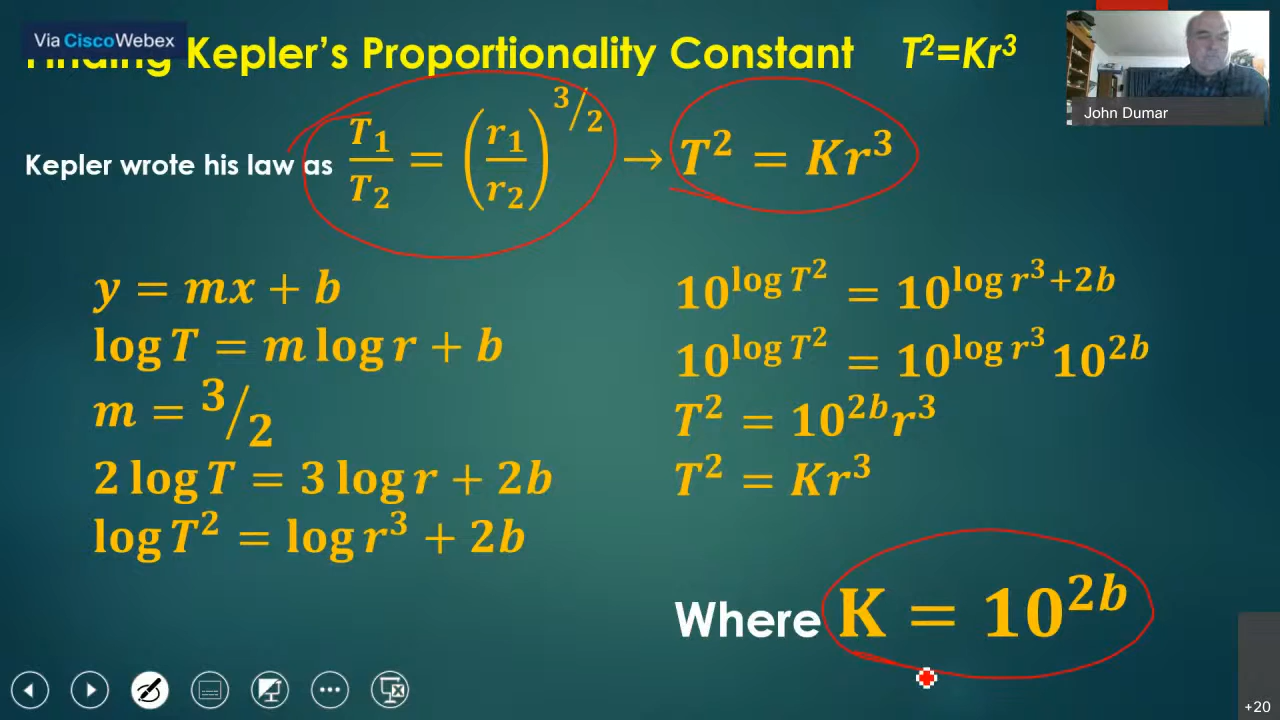 Via Cisco Webex
Finding Kepler's Proportionality Constant T²=Kr³
John Dumar
Kepler wrote his law as T₁/T₂ = (r₁/r₂)^3/2 → T² = Kr³
y = mx + b
log T = m log r + b
m = 3/2
2 log T = 3 log r + 2b
log T² = log r³ + 2b
10^log T² = 10^log r³+2b
10^log T² = 10^log r³ 10^2b
T² = 10^2b r³
T² = Kr³
Where K = 10^2b
+20